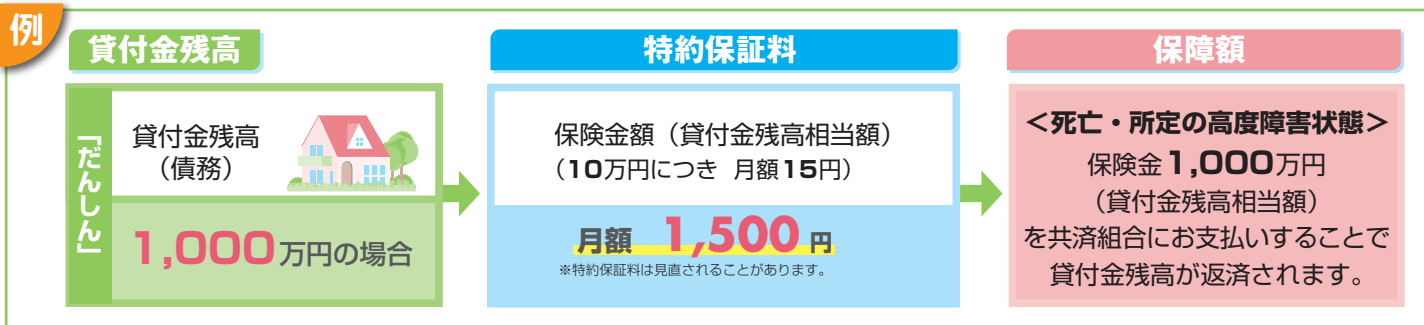 例
貸付金残高
「だんしん」
貸付金残高
（債務）
1,000万円の場合
特約保証料
保険金額（貸付金残高相当額）
（10万円につき 月額15円）
月額 1,500円
※特約保証料は見直されることがあります。
保障額
＜死亡・所定の高度障害状態＞
保険金1,000万円
（貸付金残高相当額）
を共済組合にお支払いすることで
貸付金残高が返済されます。